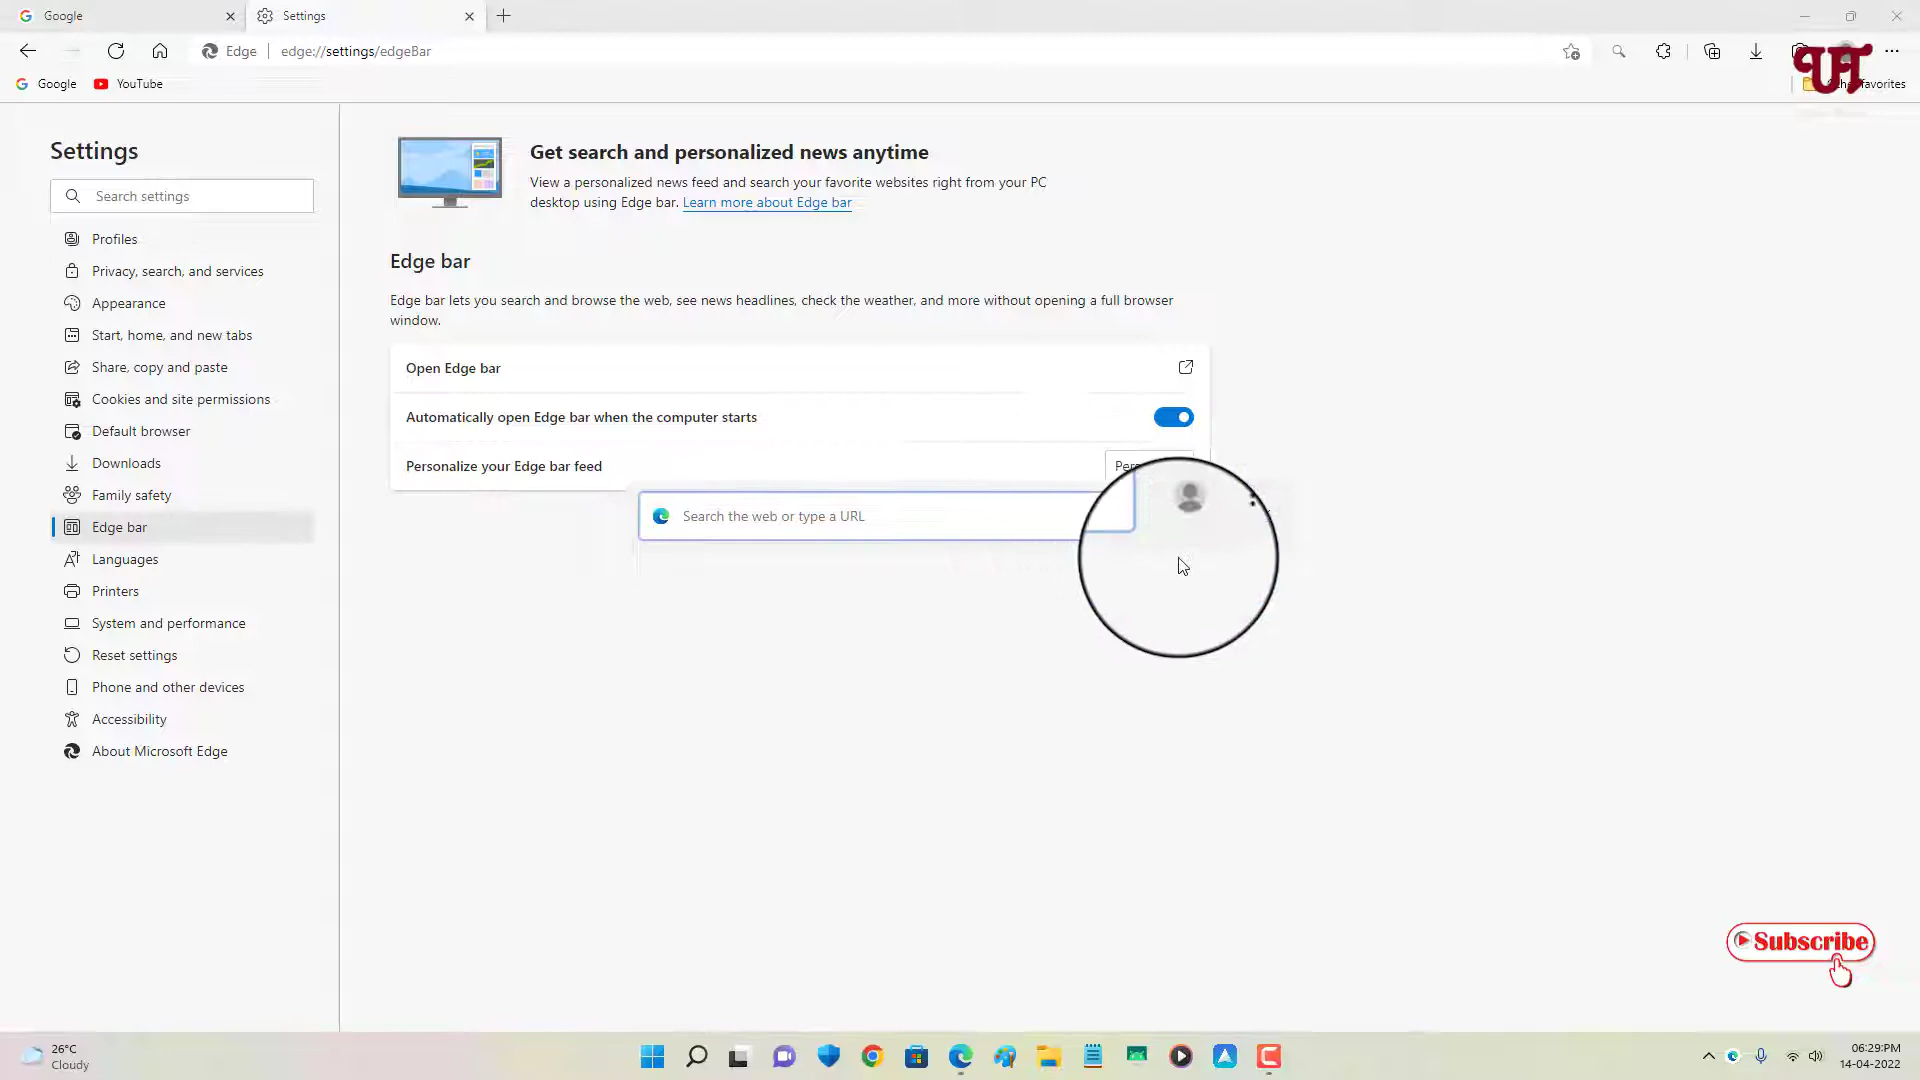 Google
Settings
Edge
edge://settings/edgeBar
Google
YouTube
favorites
Settings
Search settings
Profiles
Privacy, search, and services
Appearance
Start, home, and new tabs
Share, copy and paste
Cookies and site permissions
Default browser
Downloads
Family safety
Edge bar
Languages
Printers
System and performance
Reset settings
Phone and other devices
Accessibility
About Microsoft Edge
Get search and personalized news anytime
View a personalized news feed and search your favorite websites right from your PC
desktop using Edge bar. Learn more about Edge bar
Edge bar
Edge bar lets you search and browse the web, see news headlines, check the weather, and more without opening a full browser
window.
Open Edge bar
Automatically open Edge bar when the computer starts
Personalize your Edge bar feed
Search the web or type a URL
Subscribe
26°C
Cloudy
06:29:PM
14-04-2022